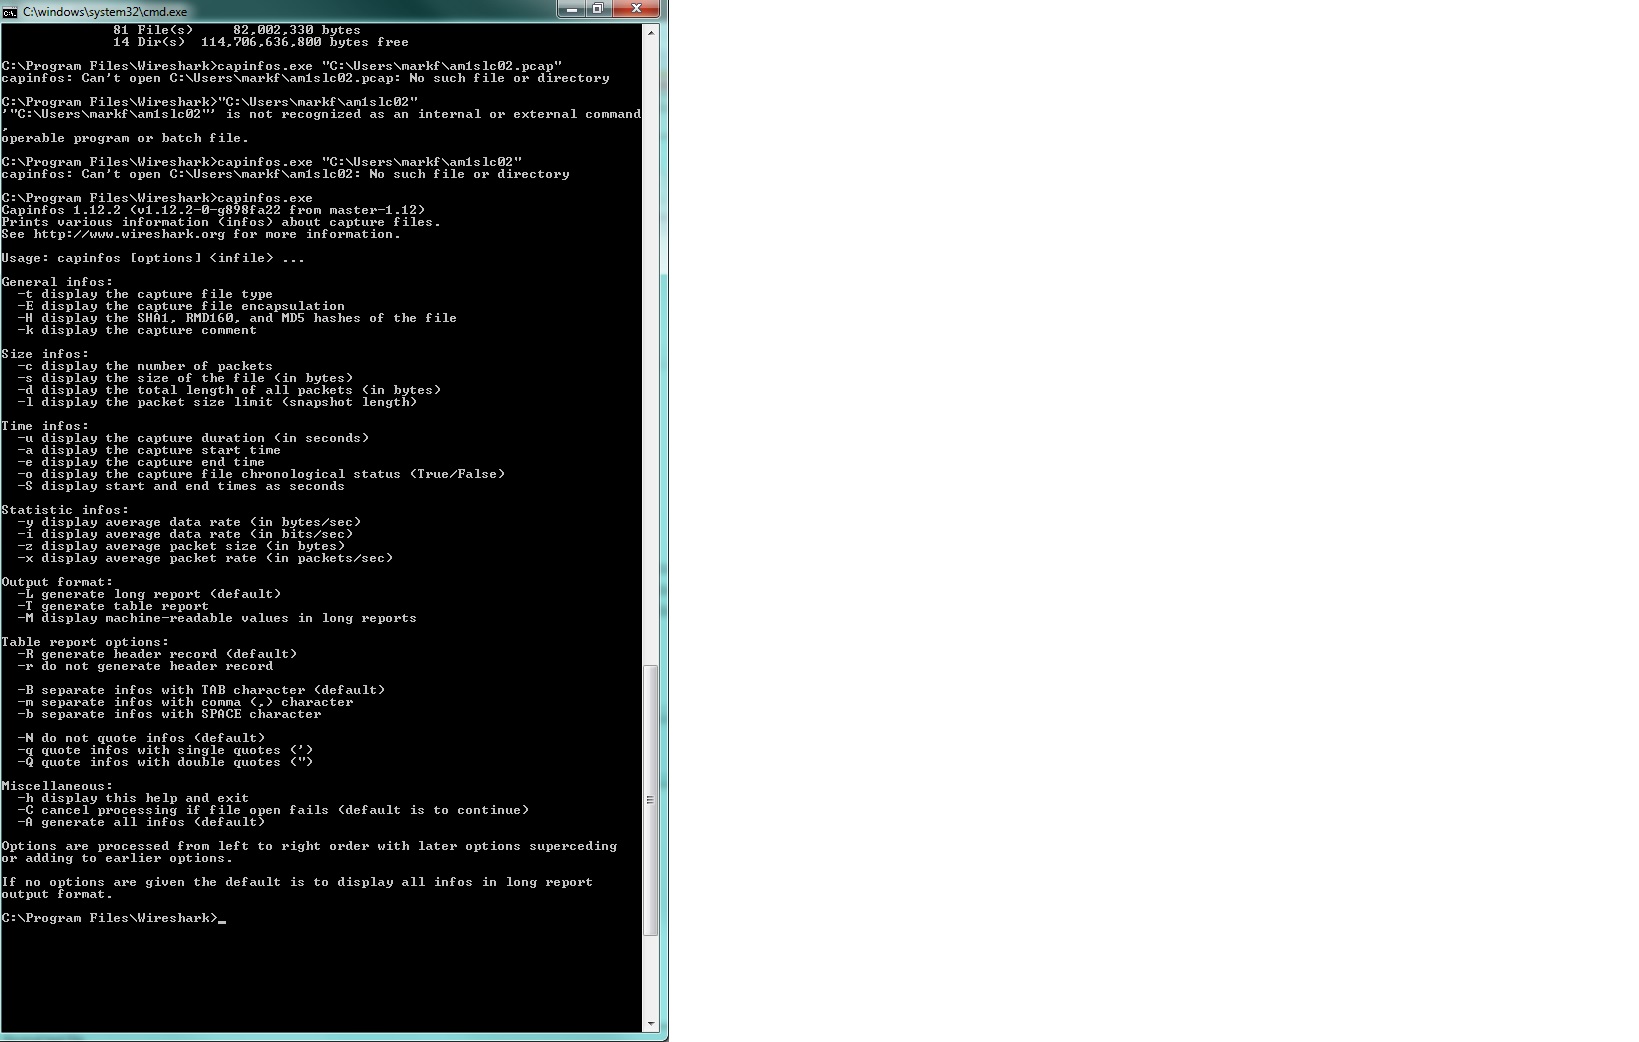 C:\windows\system32\cmd.exe
81 File(s)     82,002,330 bytes
14 Dir(s)  114,706,636,800 bytes free
C:\Program Files\Wireshark>capinfos.exe "C:\Users\markf\am1slc02.pcap"
capinfos: Can't open C:\Users\markf\am1slc02.pcap: No such file or directory
C:\Program Files\Wireshark>"C:\Users\markf\am1slc02"
'"C:\Users\markf\am1slc02"' is not recognized as an internal or external command
,
operable program or batch file.
C:\Program Files\Wireshark>capinfos.exe "C:\Users\markf\am1slc02"
capinfos: Can't open C:\Users\markf\am1slc02: No such file or directory
C:\Program Files\Wireshark>capinfos.exe
Capinfos 1.12.2 (v1.12.2-0-g898fa22 from master-1.12)
Prints various information (infos) about capture files.
See http://www.wireshark.org for more information.
Usage: capinfos [options] <infile> ...
General infos:
-t display the capture file type
-E display the capture file encapsulation
-H display the SHA1, RMD160, and MD5 hashes of the file
-k display the capture comment
Size infos:
-c display the number of packets
-s display the size of the file (in bytes)
-d display the total length of all packets (in bytes)
-l display the packet size limit (snapshot length)
Time infos:
-u display the capture duration (in seconds)
-a display the capture start time
-e display the capture end time
-o display the capture file chronological status (True/False)
-S display start and end times as seconds
Statistic infos:
-y display average data rate (in bytes/sec)
-i display average data rate (in bits/sec)
-z display average packet size (in bytes)
-x display average packet rate (in packets/sec)
Output format:
-L generate long report (default)
-T generate table report
-M display machine-readable values in long reports
Table report options:
-R generate header record (default)
-r do not generate header record
-B separate infos with TAB character (default)
-m separate infos with comma (,) character
-b separate infos with SPACE character
-N do not quote infos (default)
-q quote infos with single quotes (')
-Q quote infos with double quotes (")
Miscellaneous:
-h display this help and exit
-C cancel processing if file open fails (default is to continue)
-A generate all infos (default)
Options are processed from left to right order with later options superceding
or adding to earlier options.
If no options are given the default is to display all infos in long report
output format.
C:\Program Files\Wireshark>_